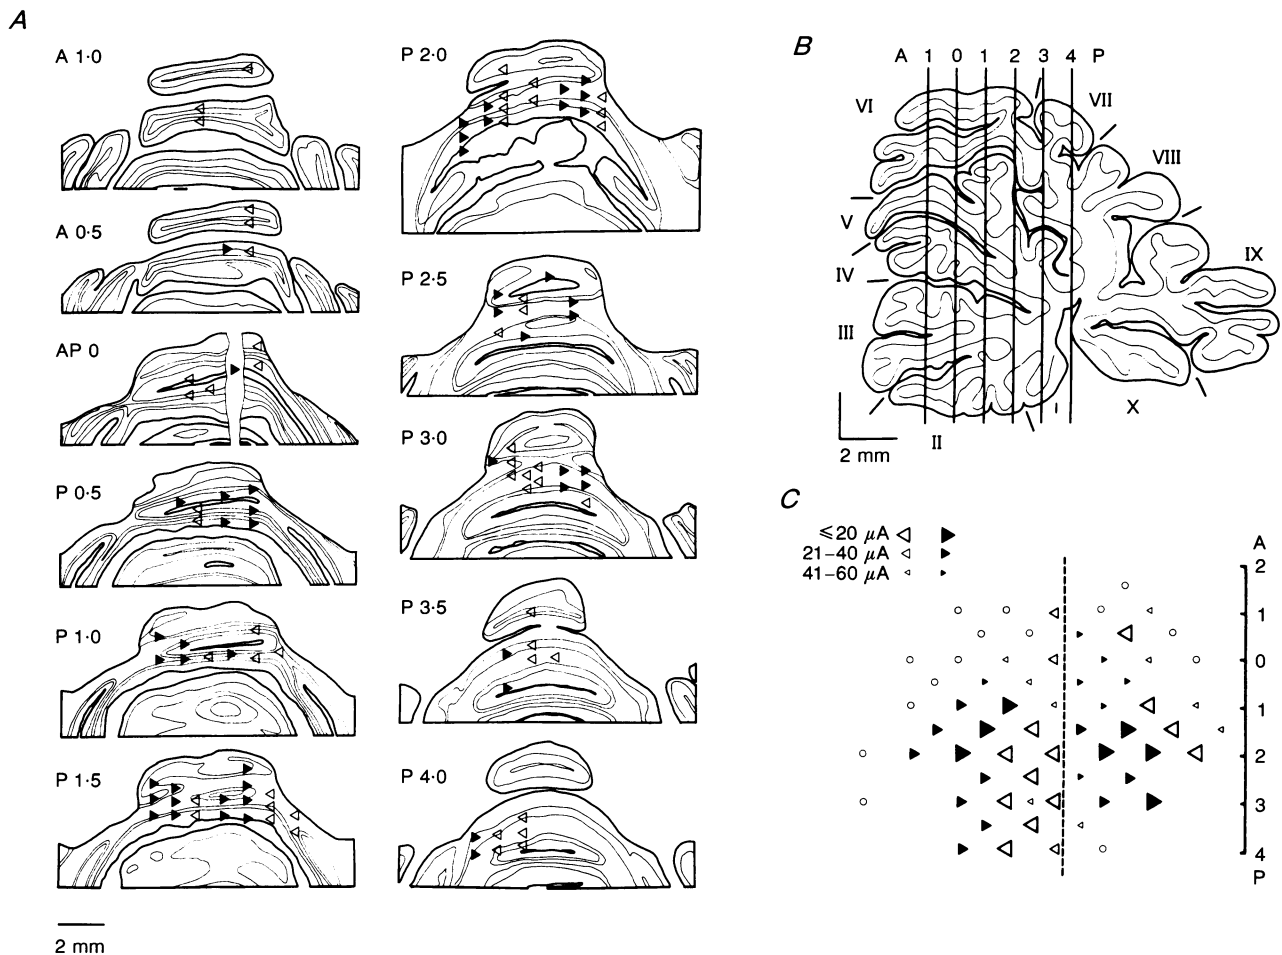 A
A 1·0
A 0·5
AP 0
P 0·5
P 1·0
P 1·5
2 mm
P 2·0
P 2·5
P 3·0
P 3·5
P 4·0
B
A 1 0 1 2 3 4 P
VI
VII
VIII
V
IV
IX
III
I
X
II
2 mm
C
≤20 μA
21–40 μA
41–60 μA
A
2
1
0
1
2
3
4
P